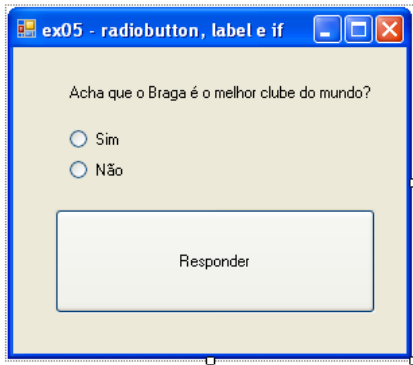 ex05 - radiobutton, label e if
Acha que o Braga é o melhor clube do mundo?
Sim
Não
Responder